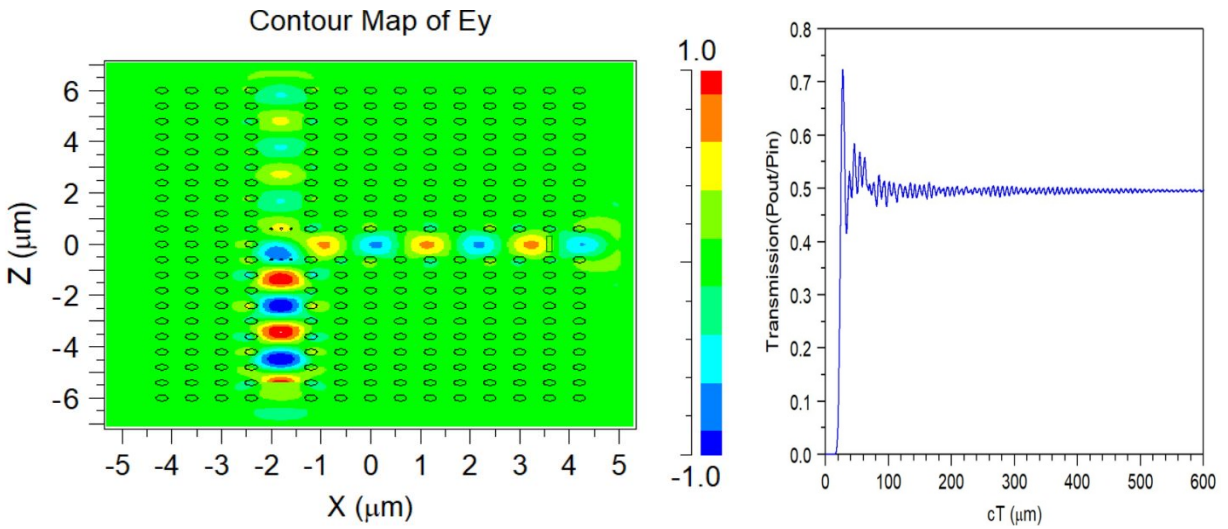 Contour Map of Ey
Z (μm)
6
4
2
0
-2
-4
-6
-5 -4 -3 -2 -1 0 1 2 3 4 5
X (μm)
1.0
-1.0
Transmission(Pout/Pin)
0.8
0.7
0.6
0.5
0.4
0.3
0.2
0.1
0.0
0 100 200 300 400 500 600
cT (μm)